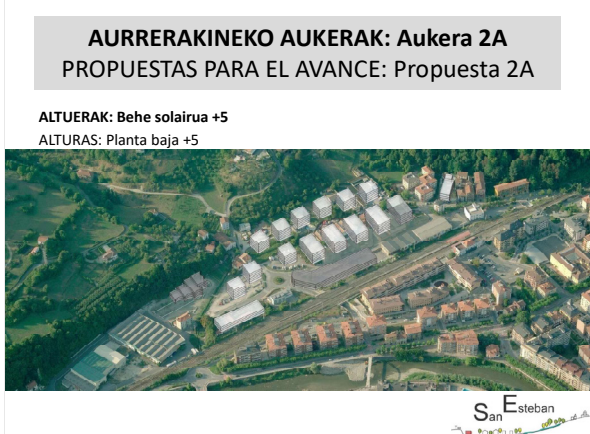 AURRERAKINEKO AUKERAK: Aukera 2A
PROPUESTAS PARA EL AVANCE: Propuesta 2A
ALTUERAK: Behe solairua +5
ALTURAS: Planta baja +5
San Esteban